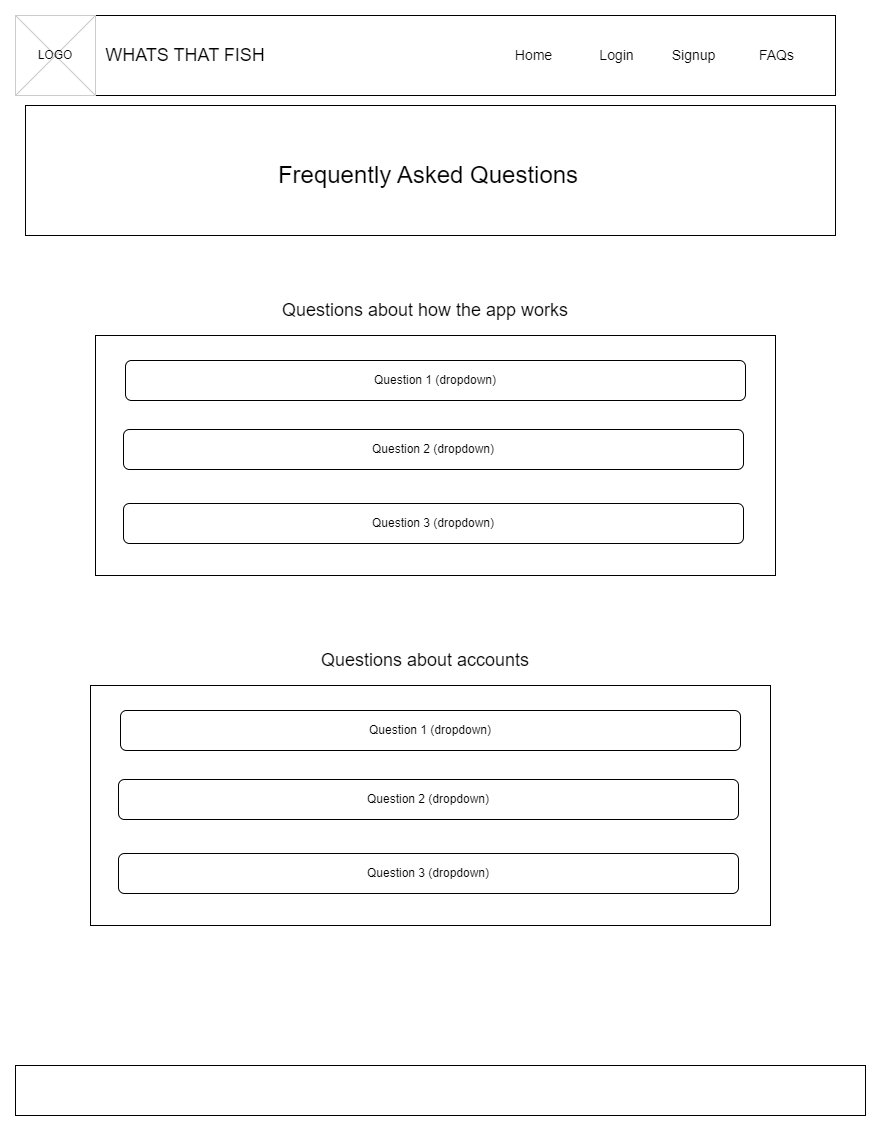 LOGO
WHATS THAT FISH
Home
Login
Signup
FAQs
Frequently Asked Questions
Questions about how the app works
Question 1 (dropdown)
Question 2 (dropdown)
Question 3 (dropdown)
Questions about accounts
Question 1 (dropdown)
Question 2 (dropdown)
Question 3 (dropdown)